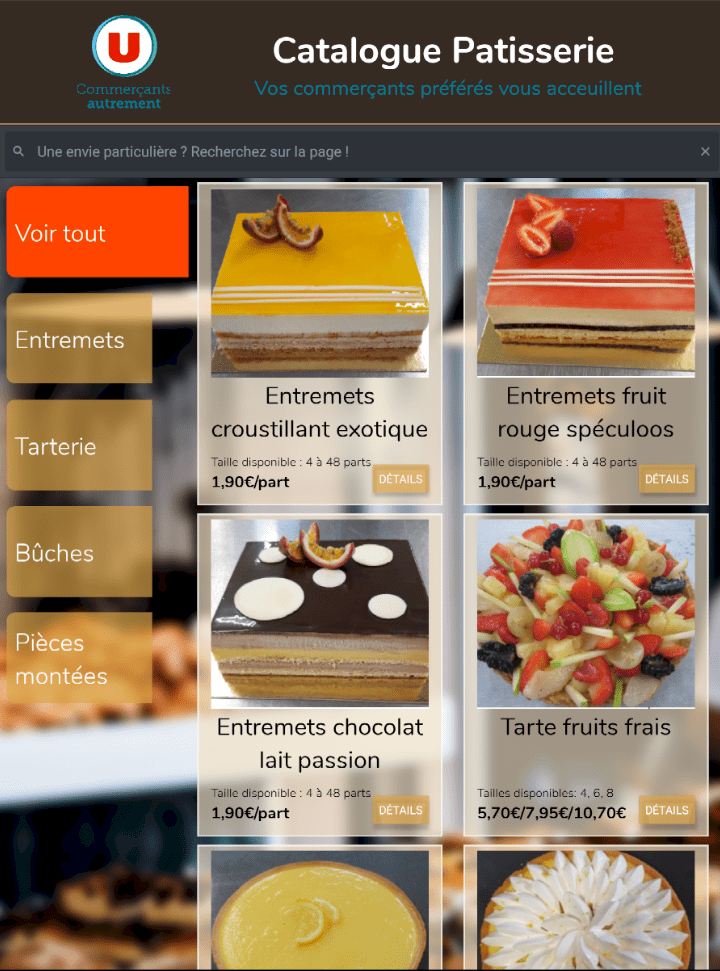 U
Commerçants
autrement
Catalogue Patisserie
Vos commerçants préférés vous acceuillent
Une envie particulière ? Recherchez sur la page !
Voir tout
Entremets
Tarterie
Bûches
Pièces
montées
Entremets
croustillant exotique
Taille disponible : 4 à 48 parts
1,90€/part
DÉTAILS
Entremets fruit
rouge spéculoos
Taille disponible : 4 à 48 parts
1,90€/part
DÉTAILS
Entremets chocolat
lait passion
Taille disponible : 4 à 48 parts
1,90€/part
DÉTAILS
Tarte fruits frais
Tailles disponibles: 4, 6, 8
5,70€/7,95€/10,70€
DÉTAILS